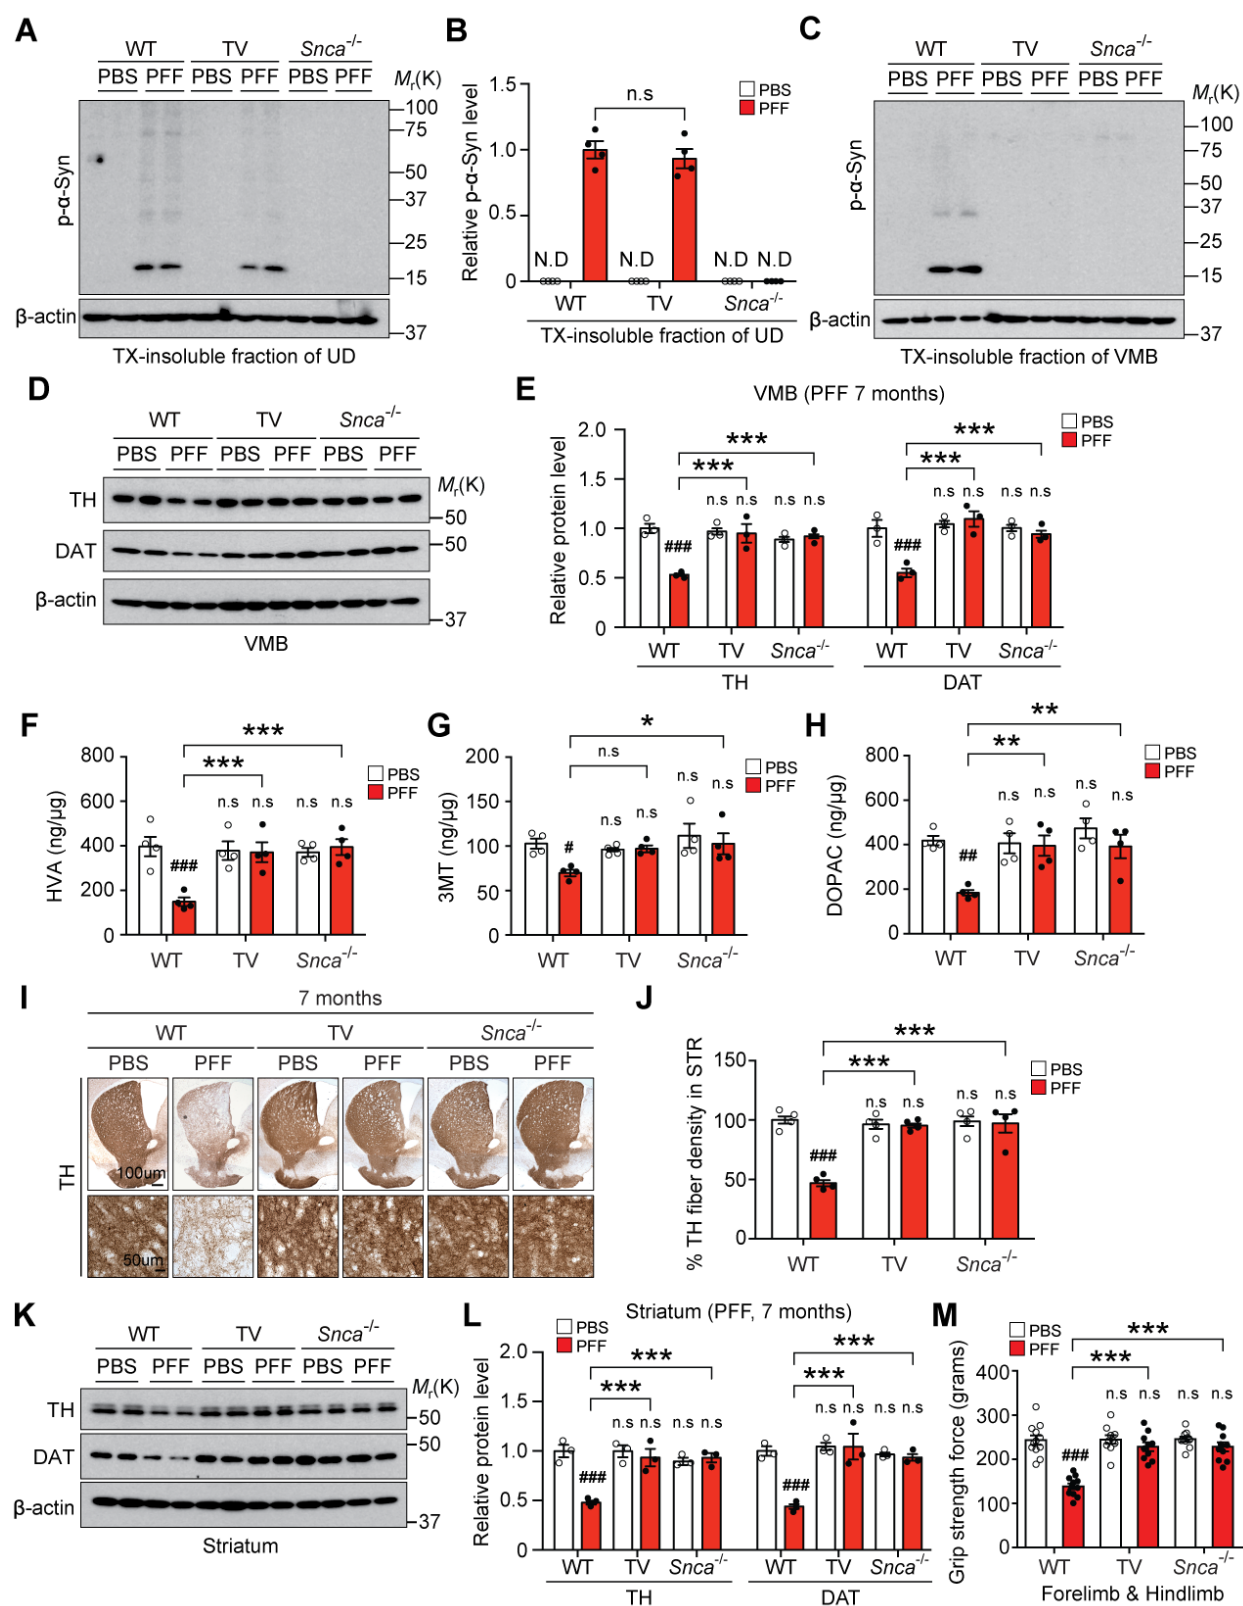 A
WT TV Snca-/-
PBS PFF PBS PFF PBS PFF Mr(K)
p-α-Syn
100
75
50
37
25
15
β-actin
37
TX-insoluble fraction of UD
B
Relative p-α-Syn level
1.5
1.0
0.5
0
n.s
PBS
PFF
N.D N.D N.D N.D
WT TV Snca-/-
TX-insoluble fraction of UD
C
WT TV Snca-/-
PBS PFF PBS PFF PBS PFF Mr(K)
p-α-Syn
100
75
50
37
25
15
β-actin
37
TX-insoluble fraction of VMB
D
WT TV Snca-/-
PBS PFF PBS PFF PBS PFF
Mr(K)
TH
50
DAT
50
β-actin
37
VMB
E
VMB (PFF 7 months)
PBS
PFF
Relative protein level
2.0
1.5
1.0
0.5
0
*** ***
*** ***
n.s n.s n.s n.s n.s n.s n.s n.s
### ###
WT TV Snca-/- WT TV Snca-/-
TH DAT
F
HVA (ng/μg)
800
600
400
200
0
***
***
PBS
PFF
n.s n.s n.s n.s
###
WT TV Snca-/-
G
3MT (ng/μg)
200
150
100
50
0
*
n.s
PBS
PFF
n.s n.s n.s n.s
#
WT TV Snca-/-
H
DOPAC (ng/μg)
800
600
400
200
0
**
**
PBS
PFF
n.s n.s n.s n.s
##
WT TV Snca-/-
I
7 months
WT TV Snca-/-
PBS PFF PBS PFF PBS PFF
TH
100um
50um
J
% TH fiber density in STR
150
100
50
0
***
***
PBS
PFF
n.s n.s n.s n.s
###
WT TV Snca-/-
K
WT TV Snca-/-
PBS PFF PBS PFF PBS PFF
Mr(K)
TH
50
DAT
50
β-actin
37
Striatum
L
Striatum (PFF, 7 months)
PBS
PFF
Relative protein level
2.0
1.5
1.0
0.5
0
*** ***
*** ***
n.s n.s n.s n.s n.s n.s n.s n.s
### ###
WT TV Snca-/- WT TV Snca-/-
TH DAT
M
PBS
PFF
Grip strength force (grams)
400
300
200
100
0
***
***
n.s n.s n.s n.s
###
WT TV Snca-/-
Forelimb & Hindlimb